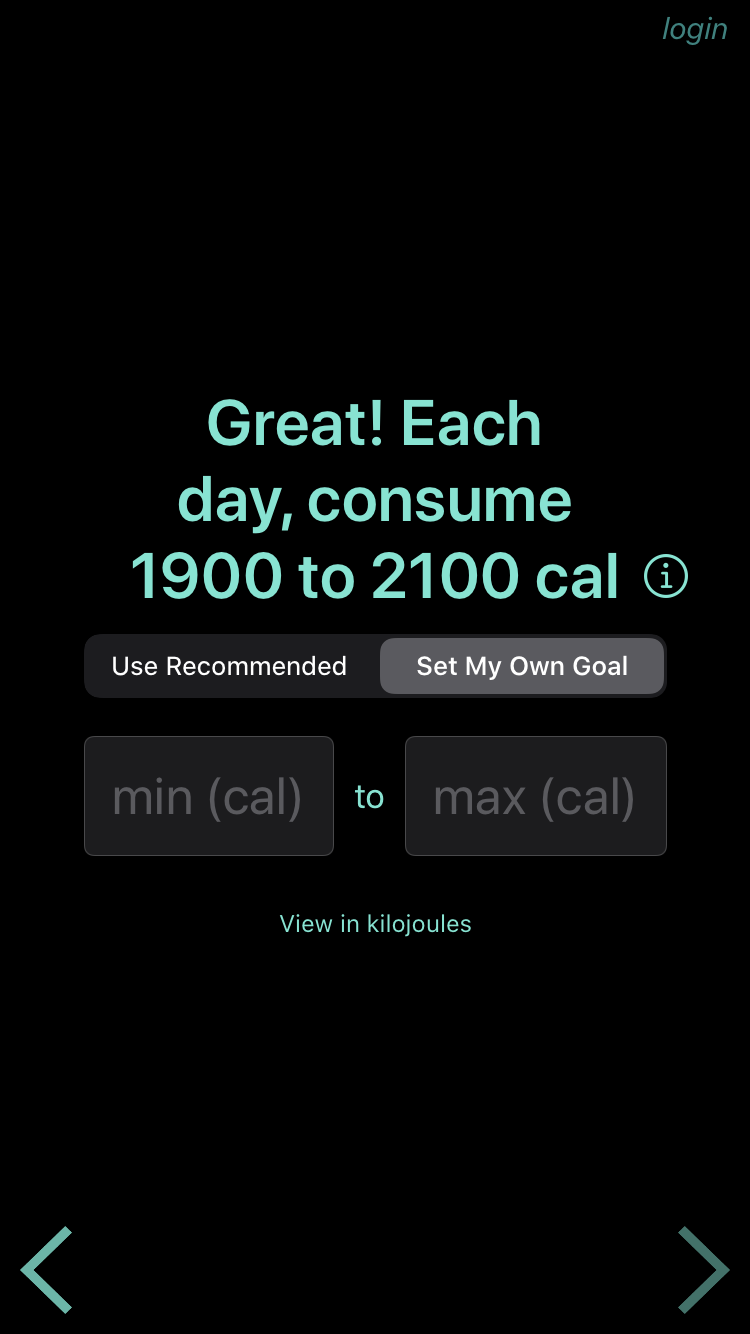 login
Great! Each
day, consume
1900 to 2100 cal
Use Recommended
Set My Own Goal
min (cal)
to
max (cal)
View in kilojoules